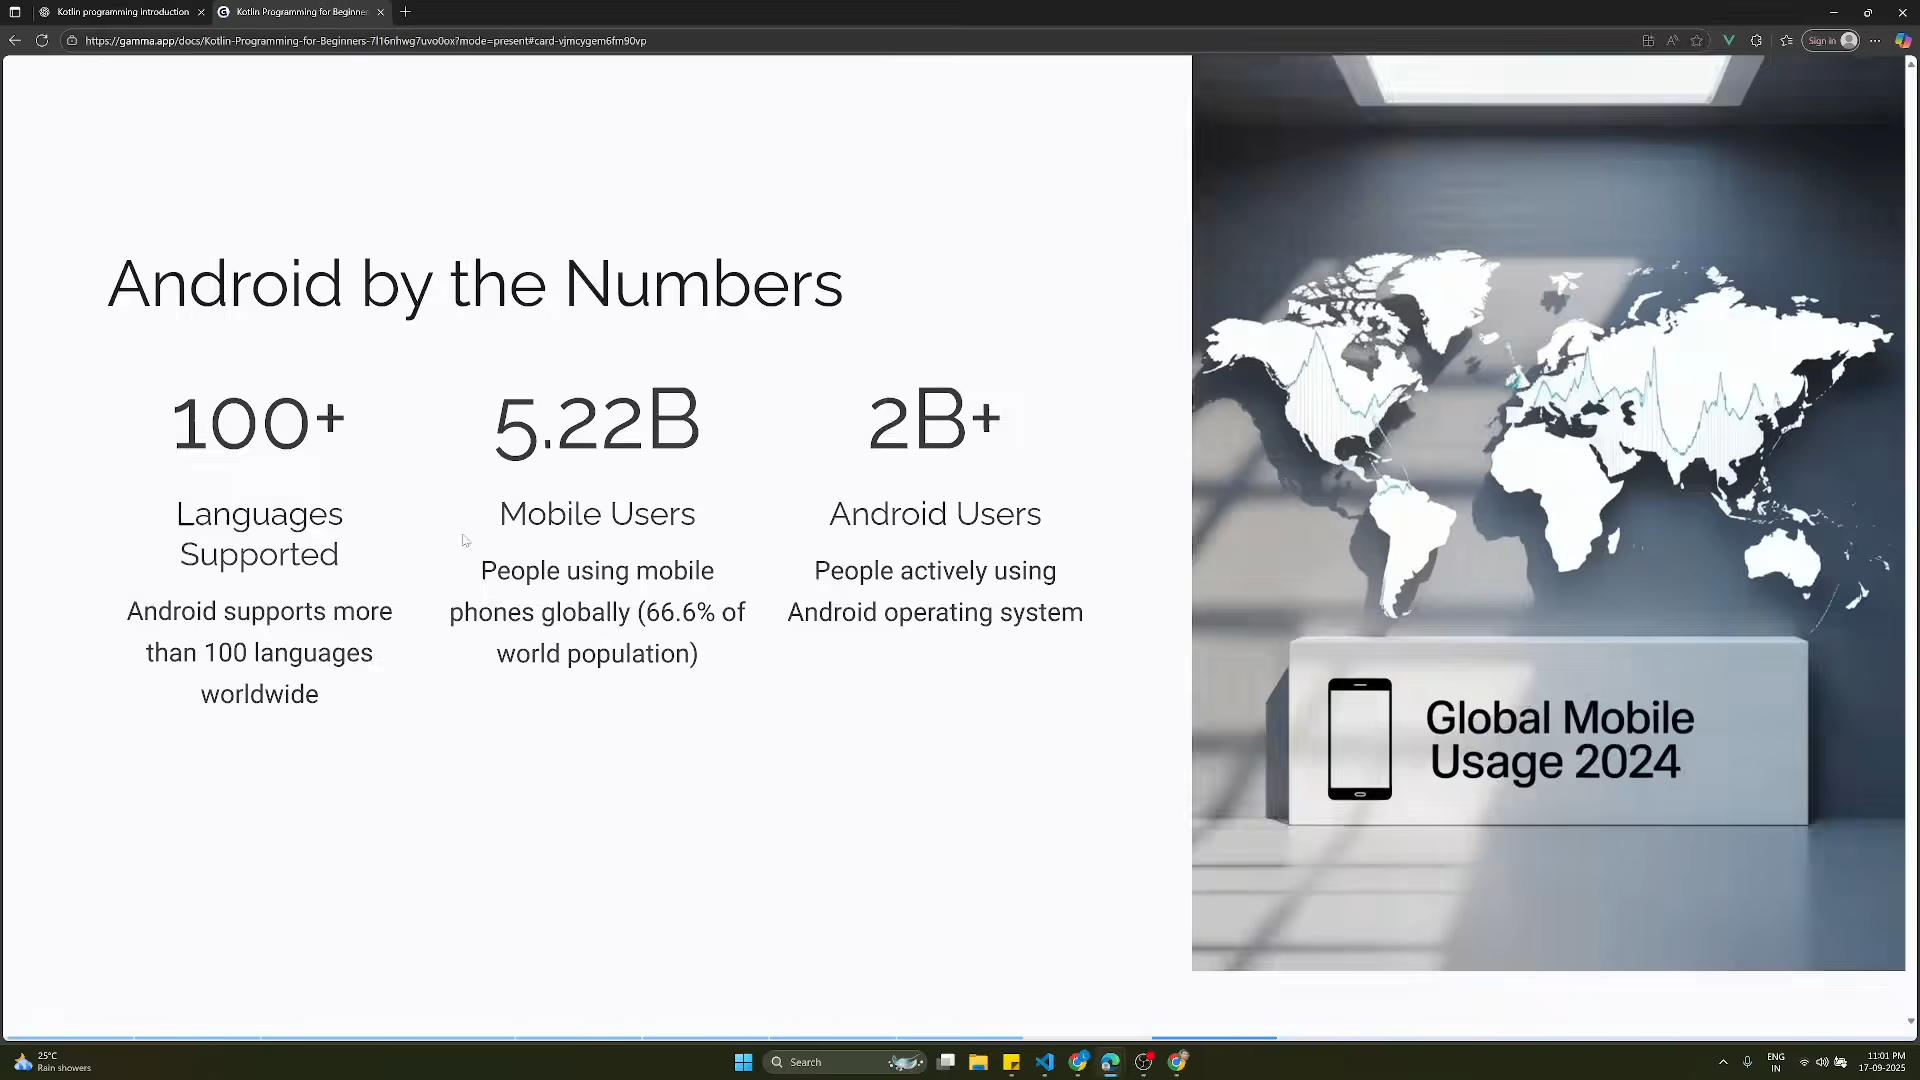 Kotlin programming introduction
Kotlin Programming for Beginner
https://gamma.app/docs/Kotlin-Programming-for-Beginners-7l16nhwg7uvo0ox?mode=present#card-vjmcygem6fm90vp
Sign in
Android by the Numbers
100+
Languages
Supported
Android supports more
than 100 languages
worldwide
5.22B
Mobile Users
People using mobile
phones globally (66.6% of
world population)
2B+
Android Users
People actively using
Android operating system
Global Mobile
Usage 2024
25°C
Rain showers
Search
ENG
IN
11:01 PM
17-09-2025